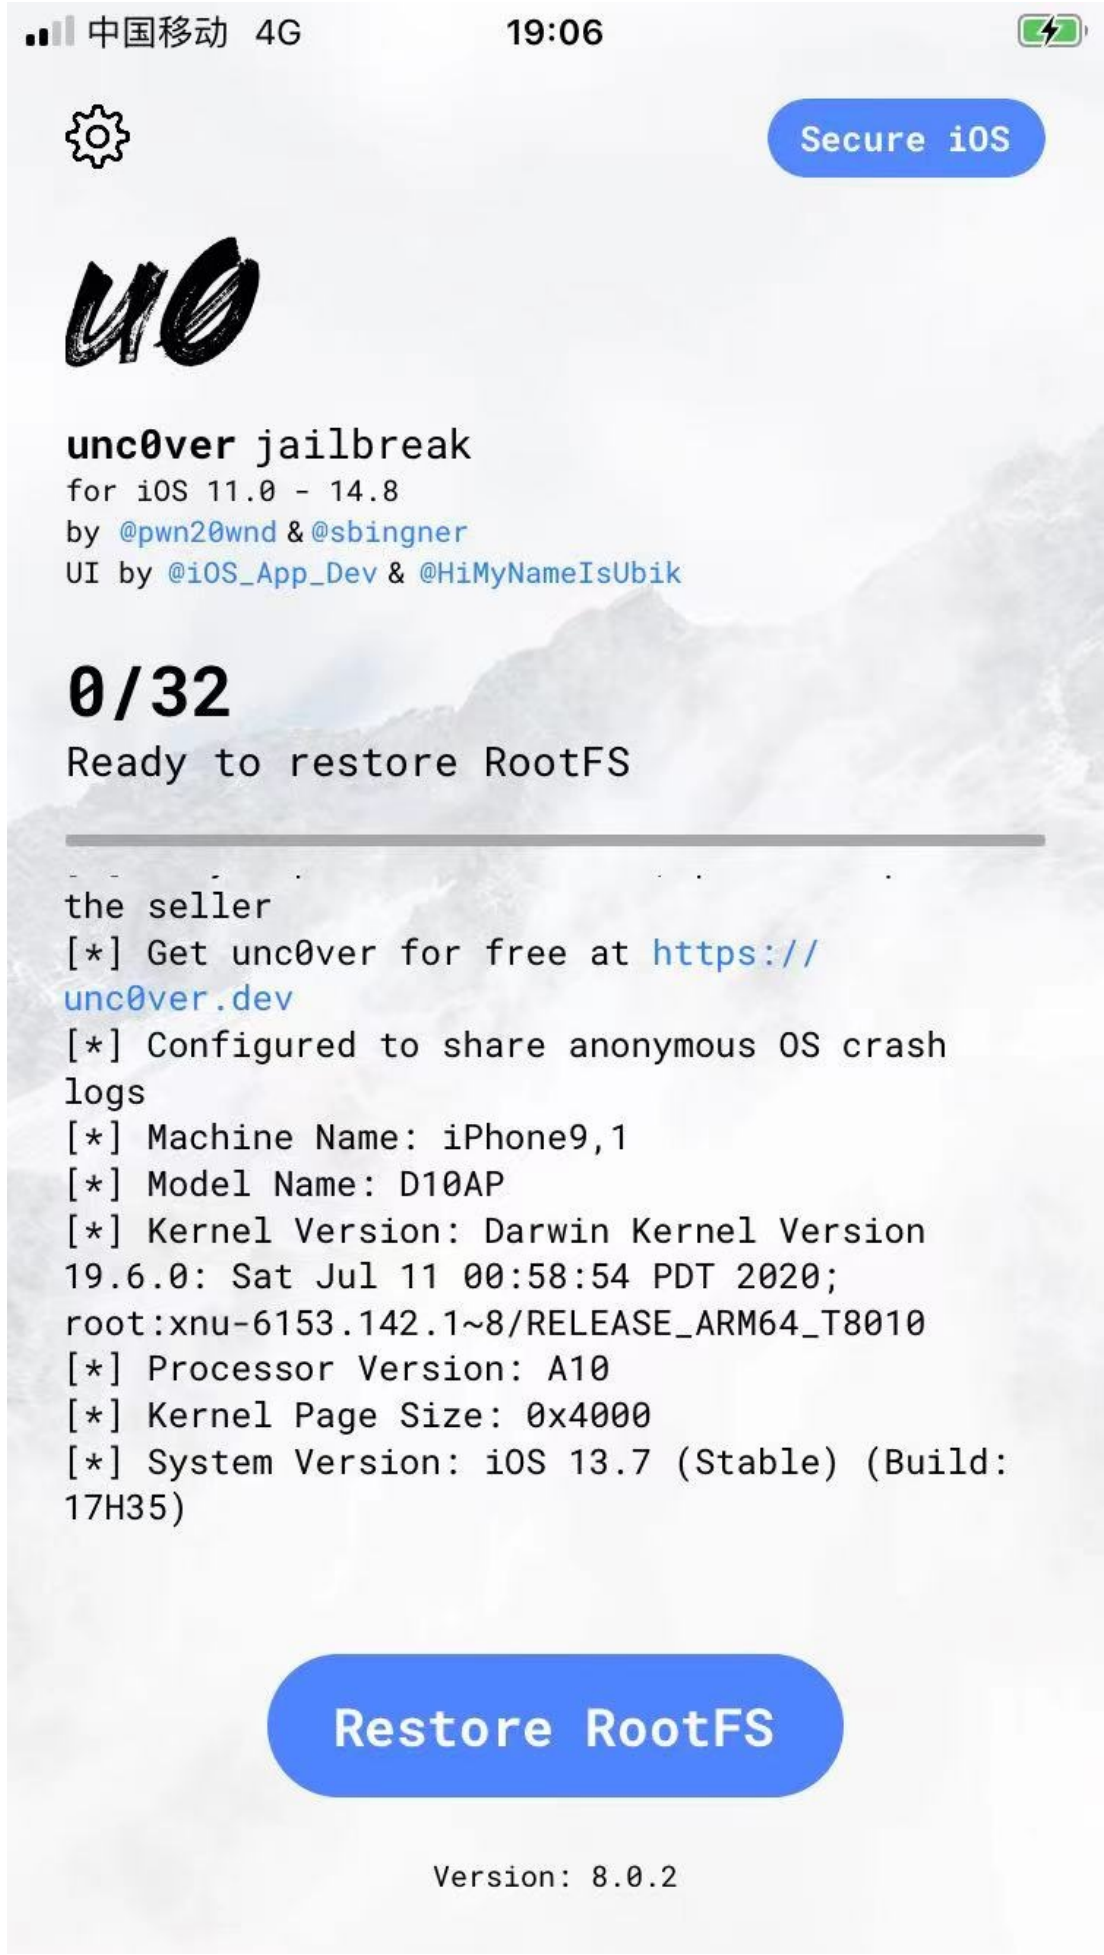 中国移动 4G 19:06
Secure iOS
u0
unc0ver jailbreak
for iOS 11.0 - 14.8
by @pwn20wnd & @sbingner
UI by @iOS_App_Dev & @HiMyNameIsUbik
0/32
Ready to restore RootFS
the seller
[*] Get unc0ver for free at https://
unc0ver.dev
[*] Configured to share anonymous OS crash
logs
[*] Machine Name: iPhone9,1
[*] Model Name: D10AP
[*] Kernel Version: Darwin Kernel Version
19.6.0: Sat Jul 11 00:58:54 PDT 2020;
root:xnu-6153.142.1~8/RELEASE_ARM64_T8010
[*] Processor Version: A10
[*] Kernel Page Size: 0x4000
[*] System Version: iOS 13.7 (Stable) (Build:
17H35)
Restore RootFS
Version: 8.0.2